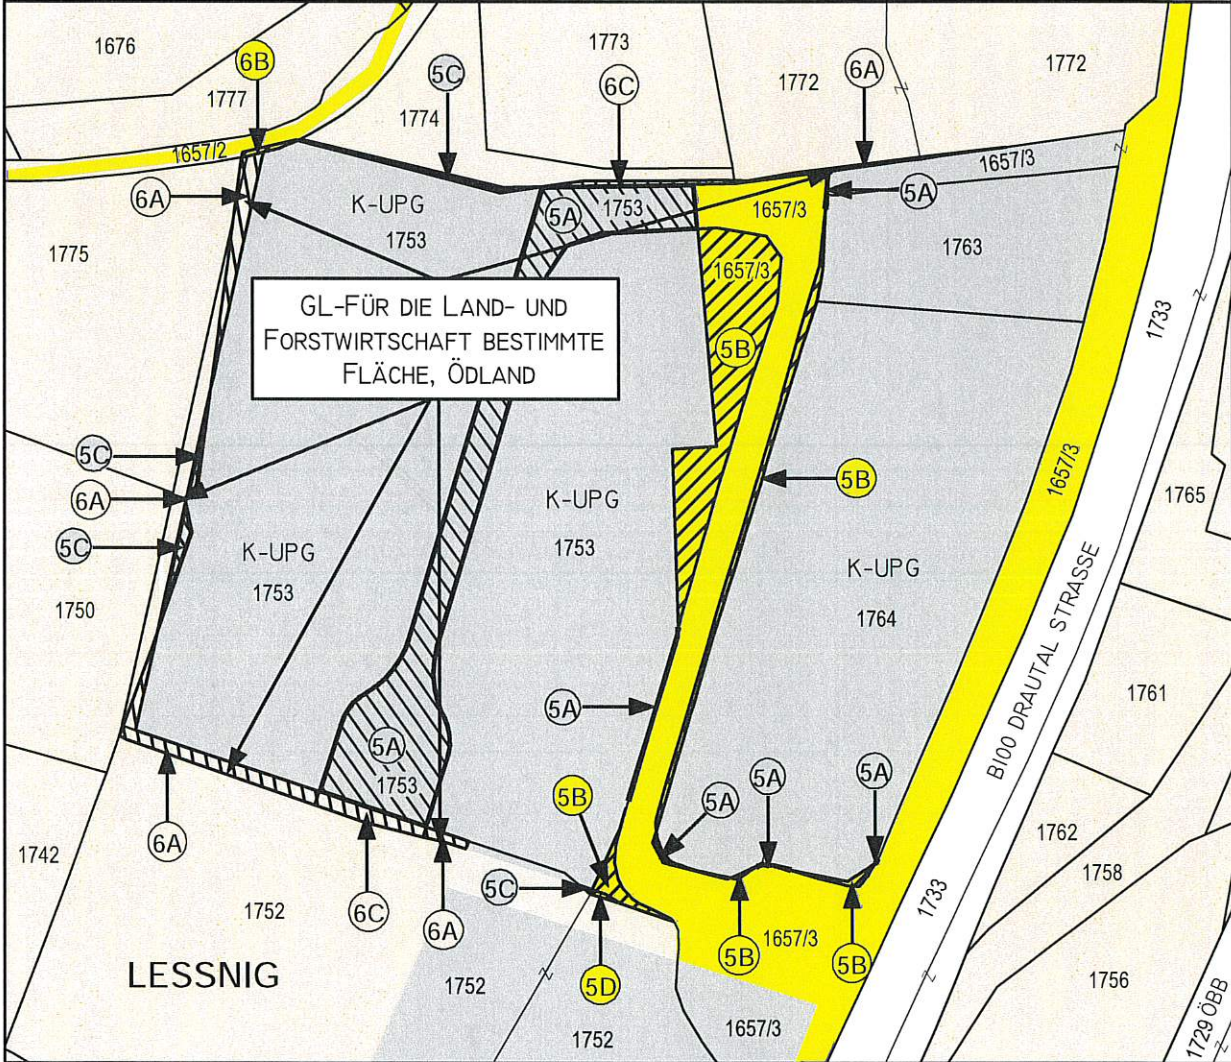 1676
6B
5C
1773
6C
1772
6A
1772
1777
1774
1657/2
1657/3
6A
K-UPG
1753
5A
1753
1657/3
5A
1763
1775
1657/3
GL-FÜR DIE LAND- UND
FORSTWIRTSCHAFT BESTIMMTE
FLÄCHE, ÖDLAND
z
z
z
1733
5B
5C
6A
5C
K-UPG
1753
K-UPG
1753
5B
1657/3
1765
K-UPG
1764
1750
B100 DRAUTAL STRASSE
1761
5A
5A
1753
5B
5A
5A
5A
1742
6A
1762
1758
1752
6C
6A
5C
1733
5B
1657/3
5B
LESSNIG
1752
z
5D
z
1756
1752
1657/3
1729 ÖBB
z